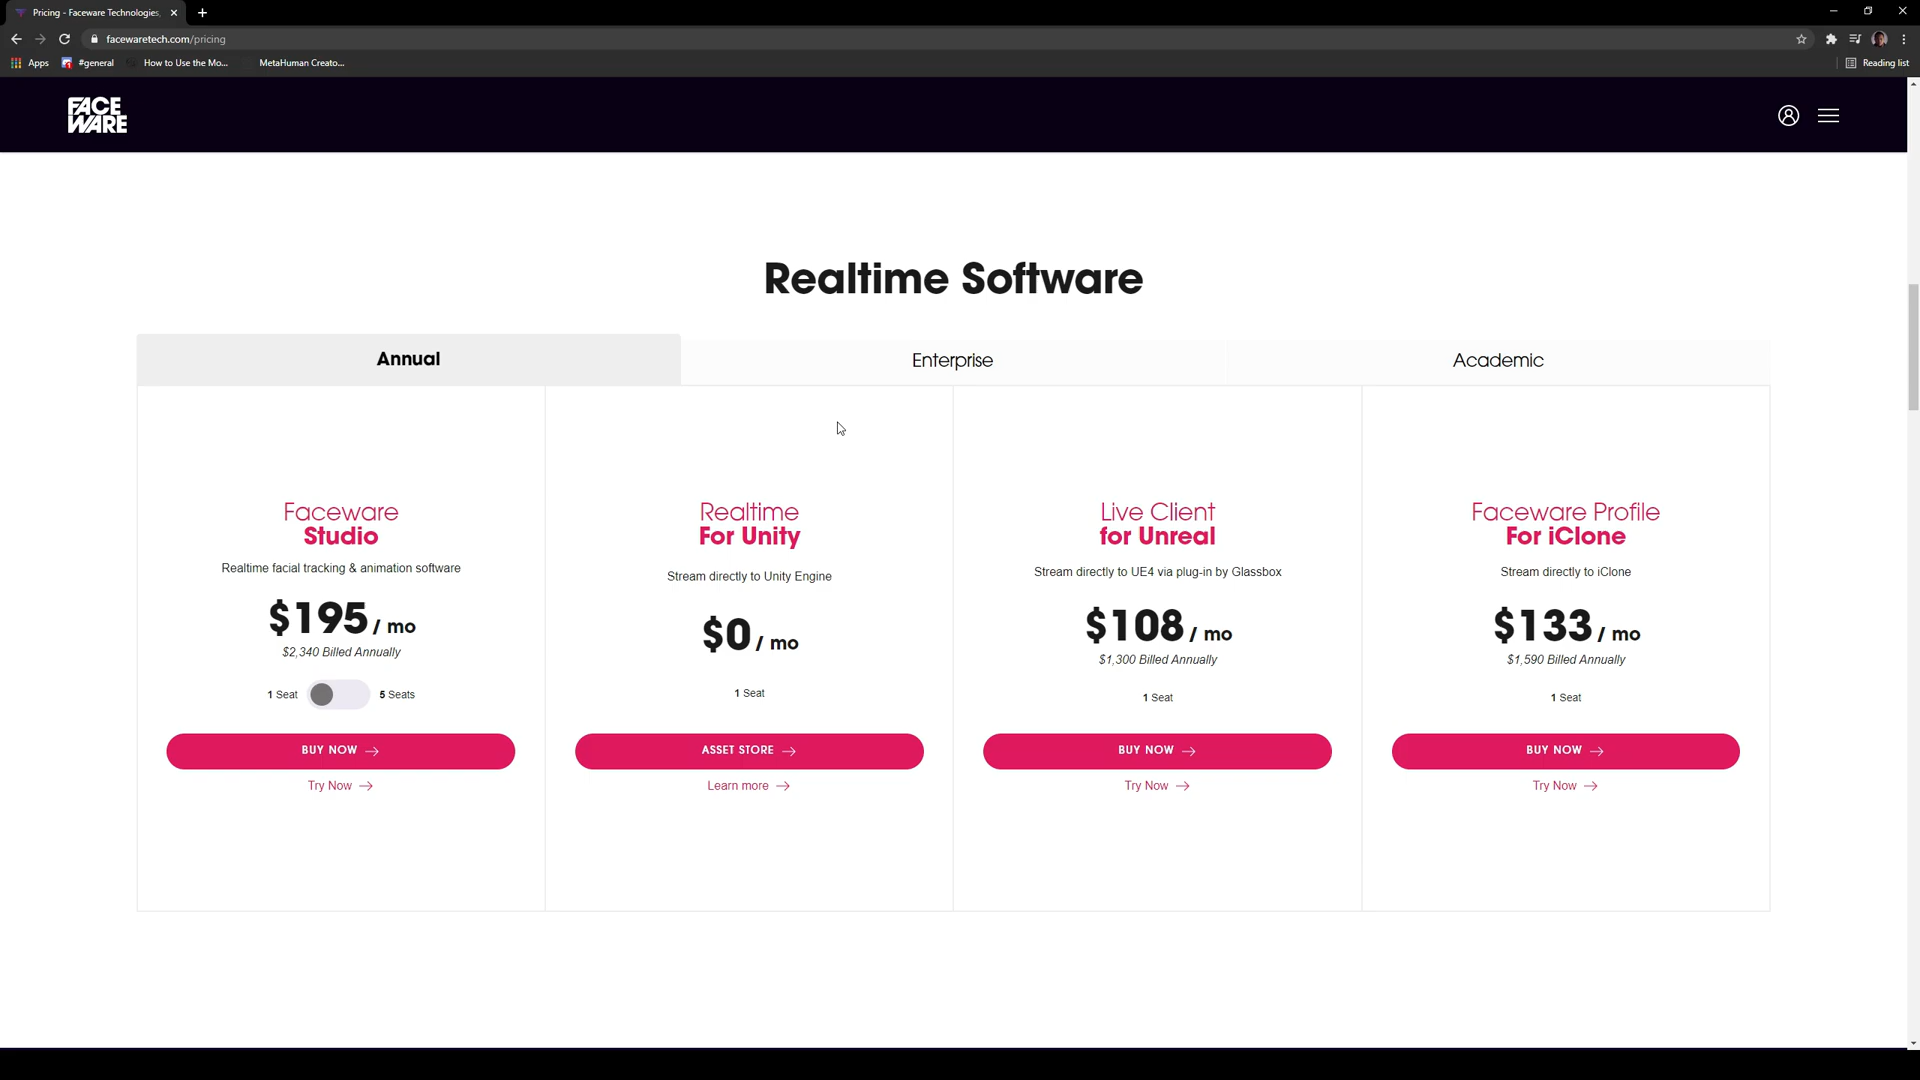 Pricing - Faceware Technologies,
facewaretech.com/pricing
Apps
#general
How to Use the Mo...
MetaHuman Creato...
Reading list
FACE
WARE
Realtime Software
Annual
Enterprise
Academic
Faceware
Studio
Realtime facial tracking & animation software
$195 / mo
$2,340 Billed Annually
1 Seat
5 Seats
BUY NOW
Try Now
Realtime
For Unity
Stream directly to Unity Engine
$0 / mo
1 Seat
ASSET STORE
Learn more
Live Client
for Unreal
Stream directly to UE4 via plug-in by Glassbox
$108 / mo
$1,300 Billed Annually
1 Seat
BUY NOW
Try Now
Faceware Profile
For iClone
Stream directly to iClone
$133 / mo
$1,590 Billed Annually
1 Seat
BUY NOW
Try Now